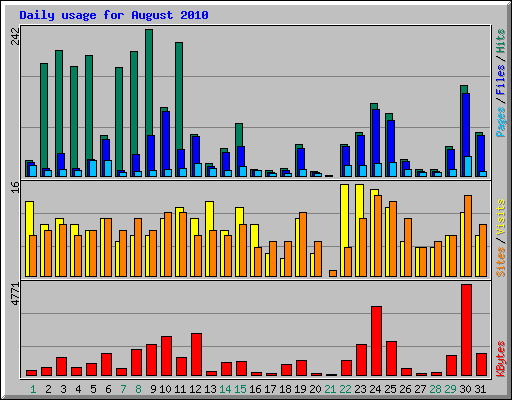 Daily usage for August 2010
242
Pages / Files / Hits
16
Sites / Visits
4771
KBytes
1 2 3 4 5 6 7 8 9 10 11 12 13 14 15 16 17 18 19 20 21 22 23 24 25 26 27 28 29 30 31